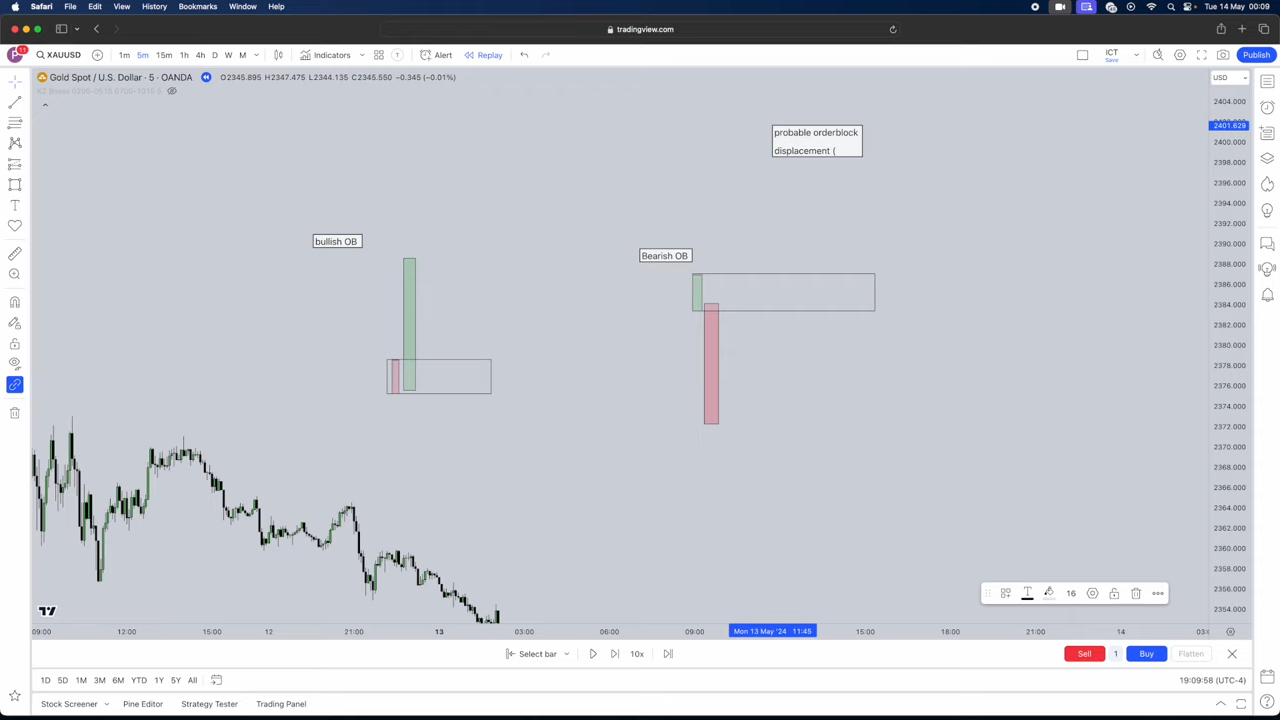 Safari File Edit View History Bookmarks Window Help Tue 14 May 00:09
tradingview.com
11 XAUUSD 1m 5m 15m 1h 4h D W M Indicators Alert Replay ICT Save Publish
Gold Spot / U.S. Dollar · 5 · OANDA O2345.895 H2347.475 L2344.135 C2345.550 −0.345 (−0.01%)
USD
2404.000
2401.629
2400.000
2398.000
2396.000
2394.000
2392.000
2390.000
2388.000
2386.000
2384.000
2382.000
2380.000
2378.000
2376.000
2374.000
2372.000
2370.000
2368.000
2366.000
2364.000
2362.000
2360.000
2358.000
2356.000
2354.000
probable orderblock
displacement (
bullish OB
Bearish OB
16
09:00 12:00 15:00 12 21:00 13 03:00 06:00 09:00 Mon 13 May '24 11:45 15:00 18:00 21:00 14
Select bar 10x Sell 1 Buy Flatten
1D 5D 1M 3M 6M YTD 1Y 5Y All 19:09:58 (UTC-4)
Stock Screener Pine Editor Strategy Tester Trading Panel